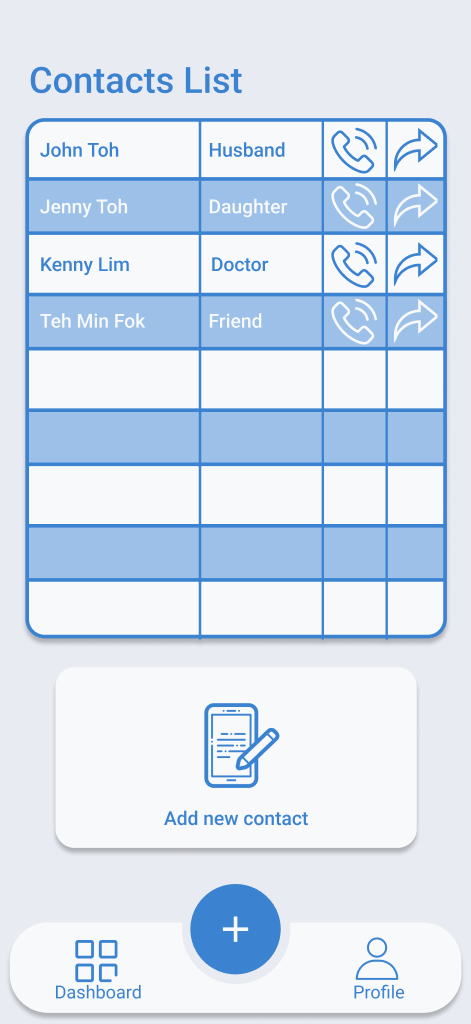 Contacts List
John Toh Husband
Jenny Toh Daughter
Kenny Lim Doctor
Teh Min Fok Friend
Add new contact
+
Dashboard Profile